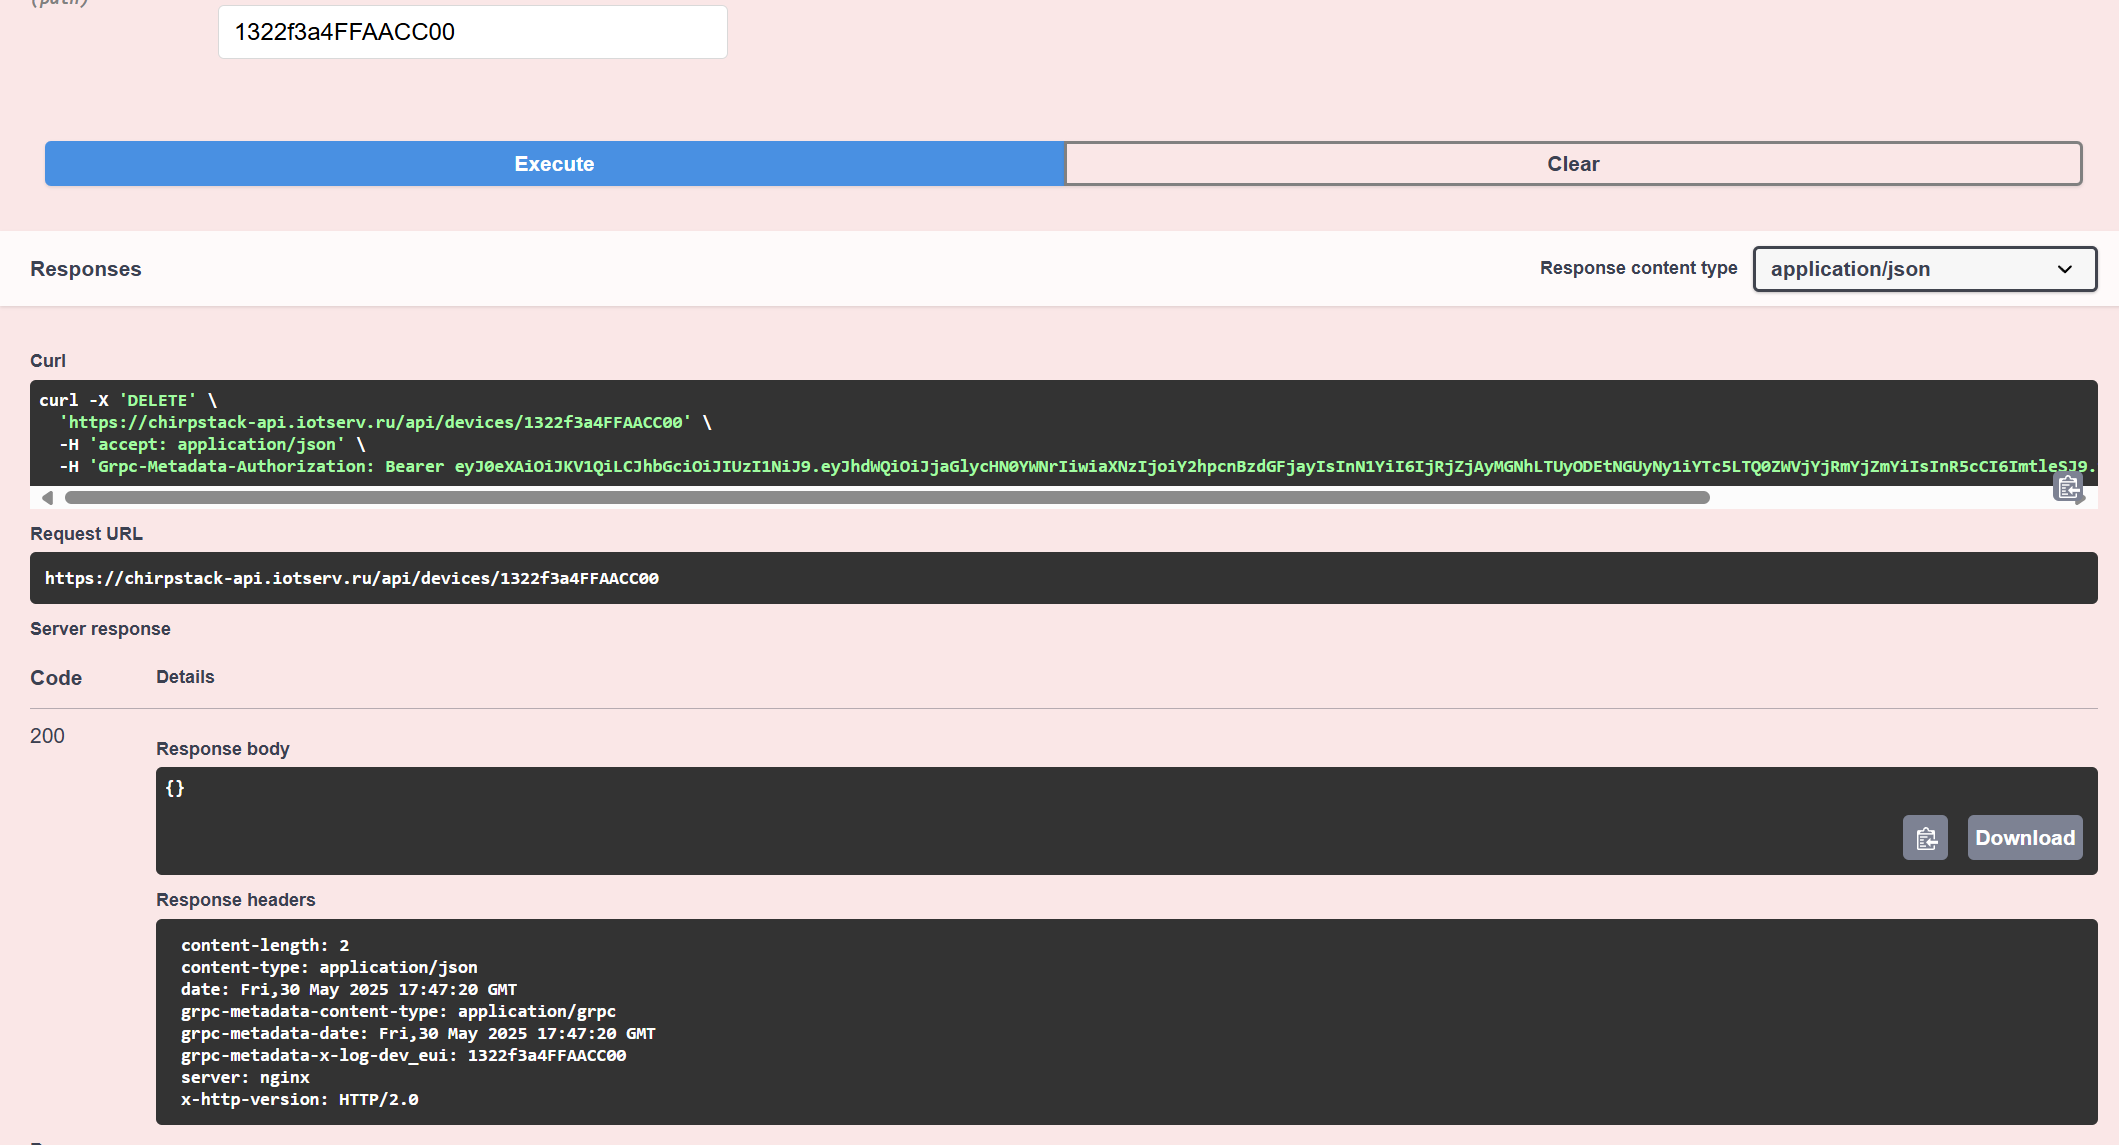 (path)
1322f3a4FFAACC00
Execute
Clear
Responses
Response content type
application/json
Curl
curl -X 'DELETE' \
'https://chirpstack-api.iotserv.ru/api/devices/1322f3a4FFAACC00' \
-H 'accept: application/json' \
-H 'Grpc-Metadata-Authorization: Bearer eyJ0eXAiOiJKV1QiLCJhbGciOiJIUzI1NiJ9.eyJhdWQiOiJjaGlycHN0YWNrIiwiaXNzIjoiY2hpcnBzdGFjayIsInN1YiI6IjRjZjAyMGNhLTUyODEtNGUyNy1iYTc5LTQ0ZWVjYjRmYjZmYiIsInR5cCI6ImtleSJ9.
Request URL
https://chirpstack-api.iotserv.ru/api/devices/1322f3a4FFAACC00
Server response
Code
Details
200
Response body
{}
Download
Response headers
content-length: 2
content-type: application/json
date: Fri,30 May 2025 17:47:20 GMT
grpc-metadata-content-type: application/grpc
grpc-metadata-date: Fri,30 May 2025 17:47:20 GMT
grpc-metadata-x-log-dev_eui: 1322f3a4FFAACC00
server: nginx
x-http-version: HTTP/2.0